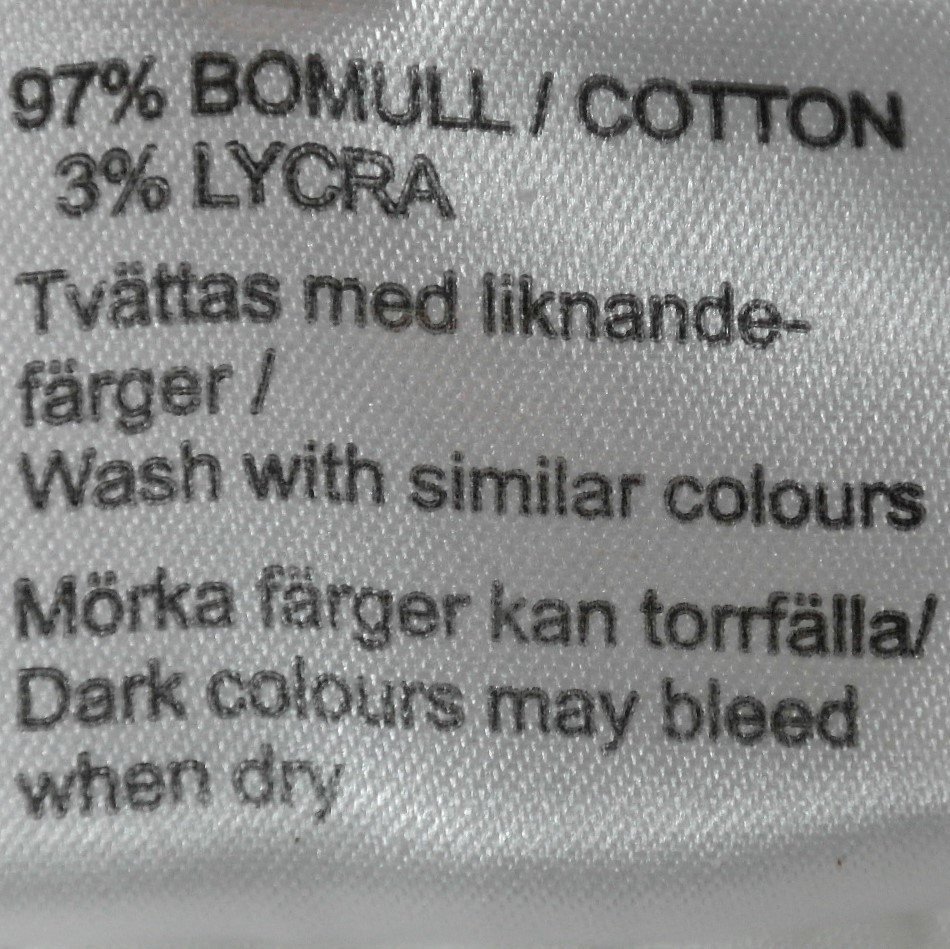 97% BOMULL / COTTON
3% LYCRA
Tvättas med liknande-
färger /
Wash with similar colours
Mörka färger kan torrfälla/
Dark colours may bleed
when dry